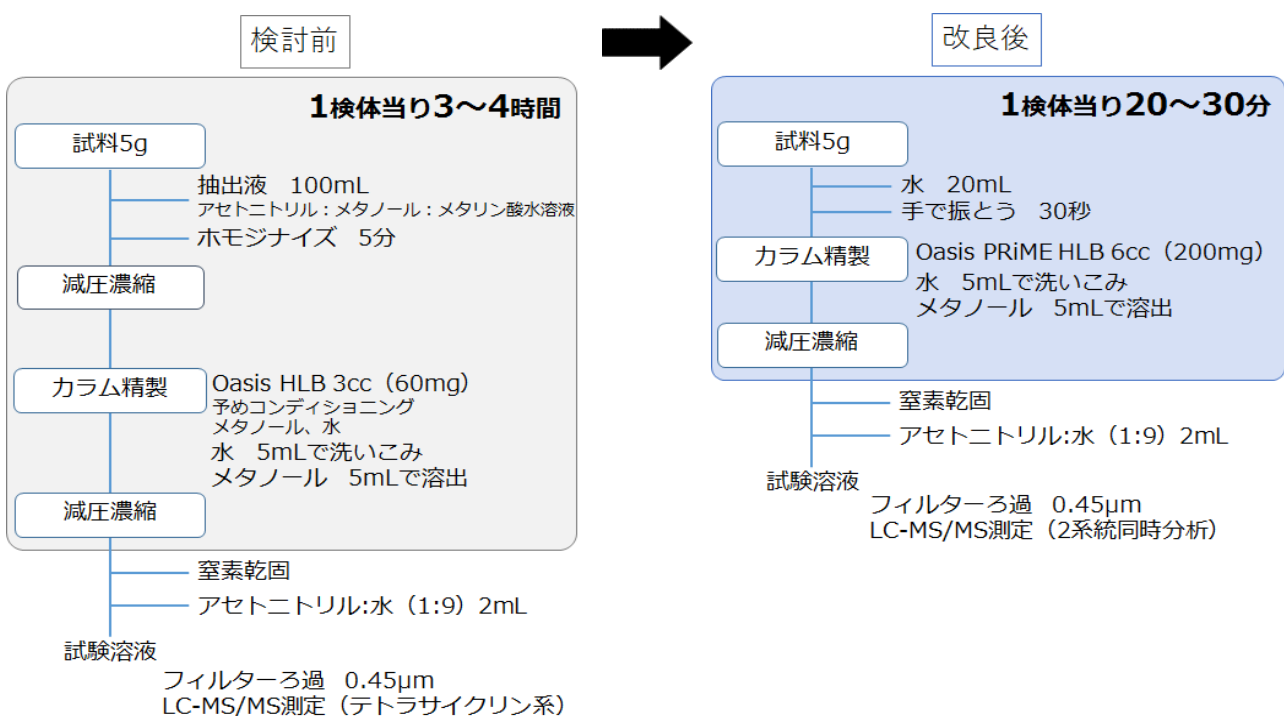 検討前
1検体当り3~4時間
試料5g
抽出液 100mL
アセトニトリル:メタノール:メタリン酸水溶液
ホモジナイズ 5分
減圧濃縮
カラム精製
Oasis HLB 3cc(60mg)
予めコンディショニング
メタノール、水
水 5mLで洗いこみ
メタノール 5mLで溶出
減圧濃縮
窒素乾固
アセトニトリル:水(1:9)2mL
試験溶液
フィルターろ過 0.45μm
LC-MS/MS測定(テトラサイクリン系)
改良後
1検体当り20~30分
試料5g
水 20mL
手で振とう 30秒
カラム精製
Oasis PRiME HLB 6cc(200mg)
水 5mLで洗いこみ
メタノール 5mLで溶出
減圧濃縮
窒素乾固
アセトニトリル:水(1:9)2mL
試験溶液
フィルターろ過 0.45μm
LC-MS/MS測定(2系統同時分析)